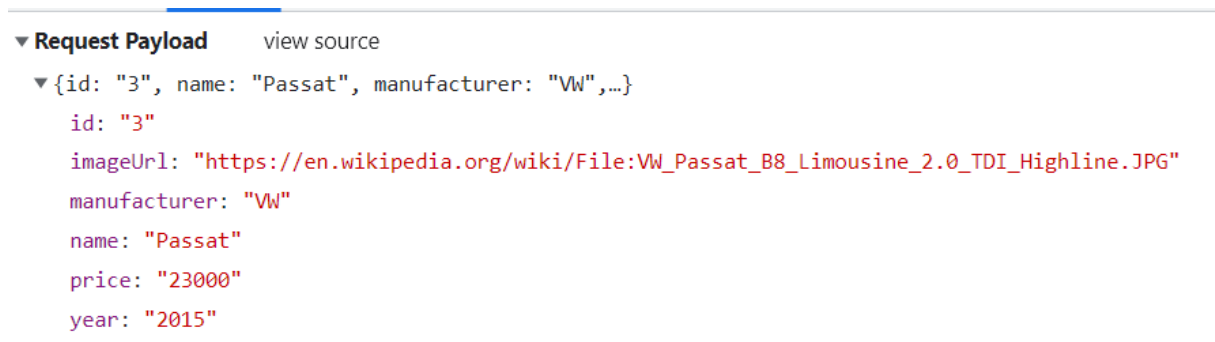 Request Payload view source
{id: "3", name: "Passat", manufacturer: "VW",…}
id: "3"
imageUrl: "https://en.wikipedia.org/wiki/File:VW_Passat_B8_Limousine_2.0_TDI_Highline.JPG"
manufacturer: "VW"
name: "Passat"
price: "23000"
year: "2015"